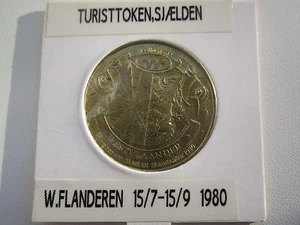 TURISTTOKEN,SJÆLDEN
W.FLANDEREN 15/7-15/9 1980